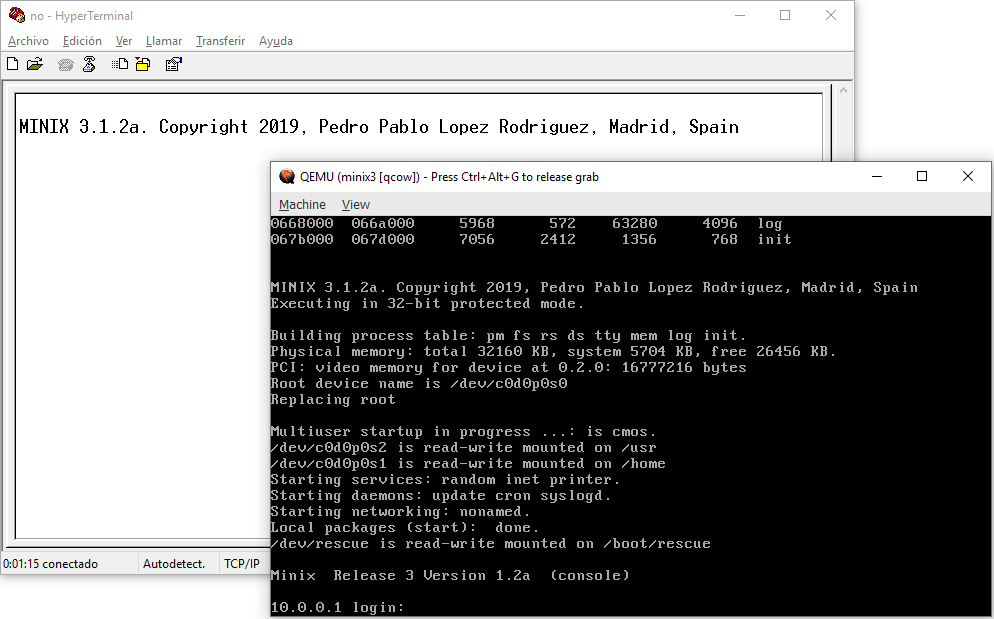 no - HyperTerminal
Archivo Edición Ver Llamar Transferir Ayuda
MINIX 3.1.2a. Copyright 2019, Pedro Pablo Lopez Rodriguez, Madrid, Spain
0:01:15 conectado Autodetect. TCP/IP
QEMU (minix3 [qcow]) - Press Ctrl+Alt+G to release grab
Machine View
0668000 066a000 5968 572 63280 4096 log
067b000 067d000 7056 2412 1356 768 init
MINIX 3.1.2a. Copyright 2019, Pedro Pablo Lopez Rodriguez, Madrid, Spain
Executing in 32-bit protected mode.
Building process table: pm fs rs ds tty mem log init.
Physical memory: total 32160 KB, system 5704 KB, free 26456 KB.
PCI: video memory for device at 0.2.0: 16777216 bytes
Root device name is /dev/c0d0p0s0
Replacing root
Multiuser startup in progress ...: is cmos.
/dev/c0d0p0s2 is read-write mounted on /usr
/dev/c0d0p0s1 is read-write mounted on /home
Starting services: random inet printer.
Starting daemons: update cron syslogd.
Starting networking: nonamed.
Local packages (start): done.
/dev/rescue is read-write mounted on /boot/rescue
Minix Release 3 Version 1.2a (console)
10.0.0.1 login: